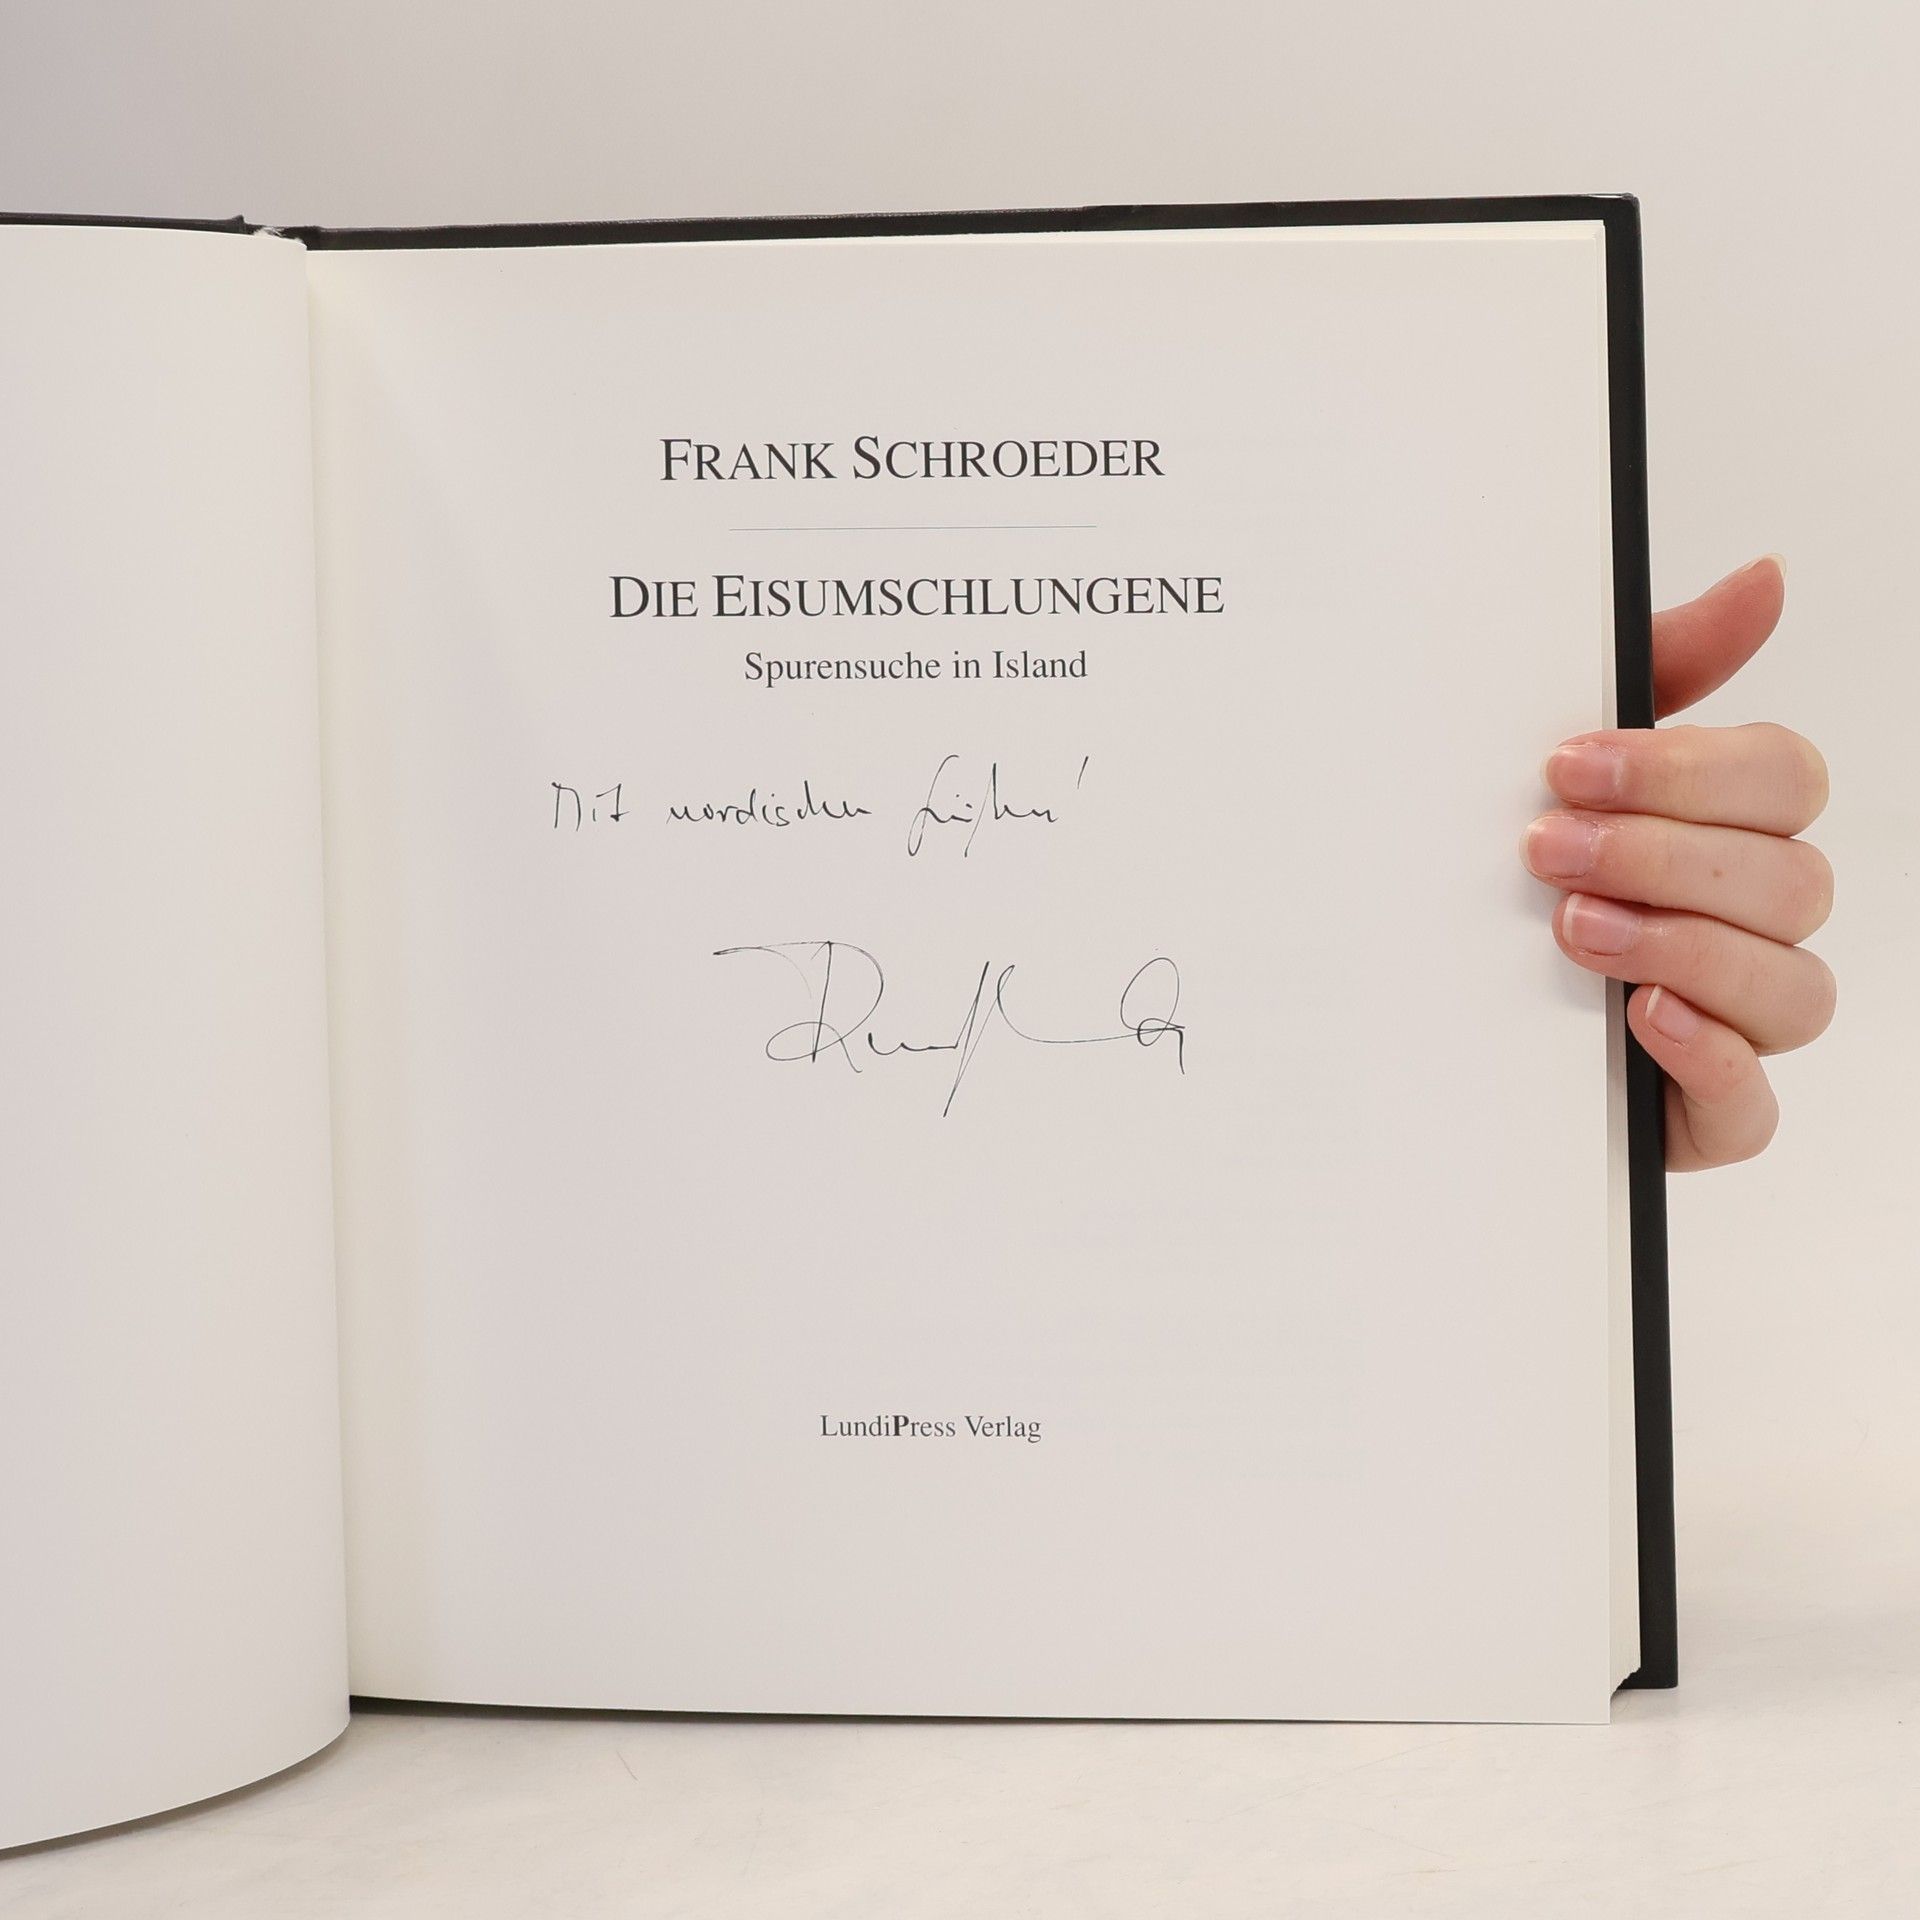 FRANK SCHROEDER
DIE EISUMSCHLUNGENE
Spurensuche in Island
Mit nordischen Grüßen!
LundiPress Verlag